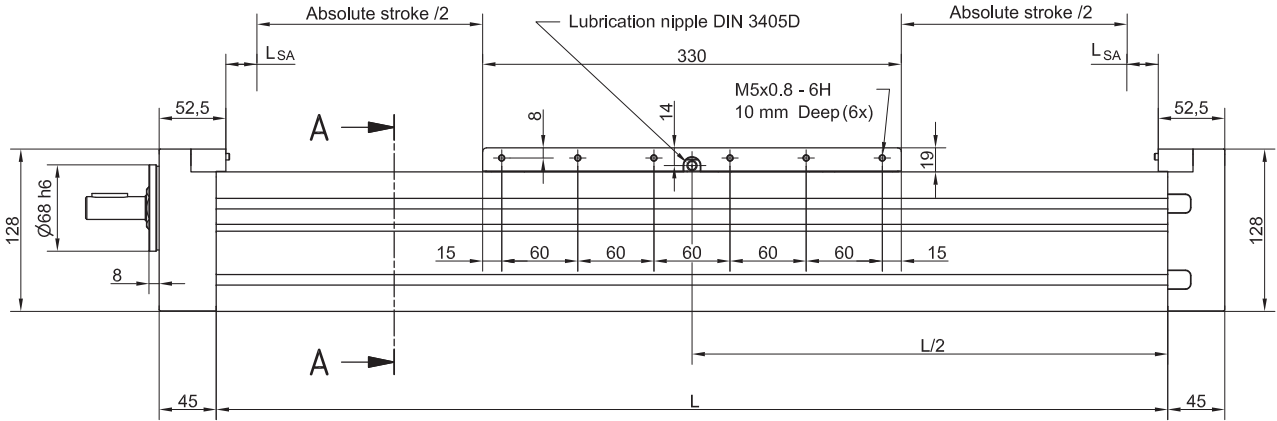 Absolute stroke /2
Lubrication nipple DIN 3405D
Absolute stroke /2
LSA
330
LSA
M5x0.8 - 6H
10 mm Deep (6x)
52,5
52,5
A
8
14
19
Ø68 h6
128
128
15
60
60
60
60
60
15
8
L/2
A
45
L
45